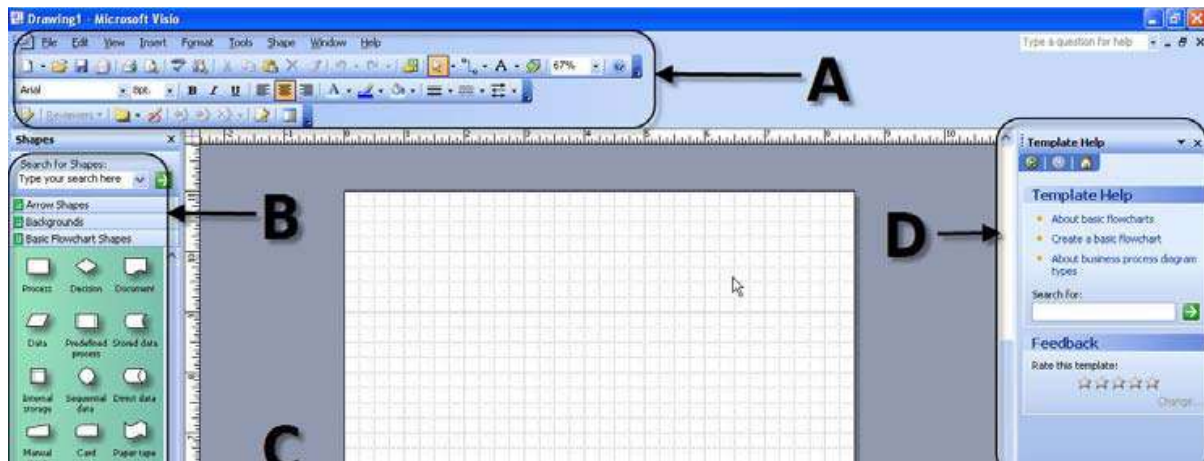 Drawing1 - Microsoft Visio
File Edit View Insert Format Tools Shape Window Help
Type a question for help
67%
Arial 8pt. B I U
A
Reviewers
Shapes
Search for Shapes:
Type your search here
Arrow Shapes
Backgrounds
Basic Flowchart Shapes
Process Decision Document
Data Predefined process Stored data
Internal storage Sequential data Direct data
Manual Card Paper tape
B
C
D
Template Help
Template Help
About basic flowcharts
Create a basic flowchart
About business process diagram
types
Search for:
Feedback
Rate this template:
Change...